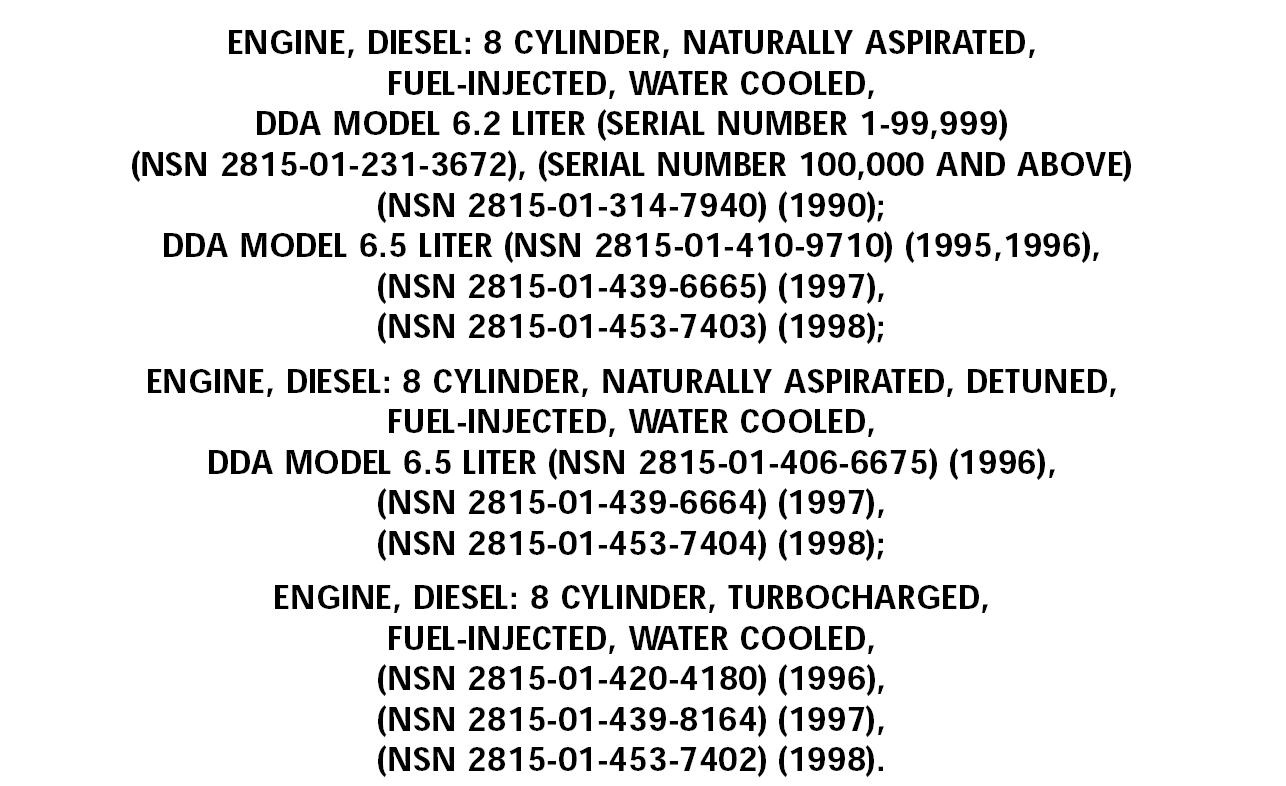 ENGINE, DIESEL: 8 CYLINDER, NATURALLY ASPIRATED,
FUEL-INJECTED, WATER COOLED,
DDA MODEL 6.2 LITER (SERIAL NUMBER 1-99,999)
(NSN 2815-01-231-3672), (SERIAL NUMBER 100,000 AND ABOVE)
(NSN 2815-01-314-7940) (1990);
DDA MODEL 6.5 LITER (NSN 2815-01-410-9710) (1995,1996),
(NSN 2815-01-439-6665) (1997),
(NSN 2815-01-453-7403) (1998);
ENGINE, DIESEL: 8 CYLINDER, NATURALLY ASPIRATED, DETUNED,
FUEL-INJECTED, WATER COOLED,
DDA MODEL 6.5 LITER (NSN 2815-01-406-6675) (1996),
(NSN 2815-01-439-6664) (1997),
(NSN 2815-01-453-7404) (1998);
ENGINE, DIESEL: 8 CYLINDER, TURBOCHARGED,
FUEL-INJECTED, WATER COOLED,
(NSN 2815-01-420-4180) (1996),
(NSN 2815-01-439-8164) (1997),
(NSN 2815-01-453-7402) (1998).